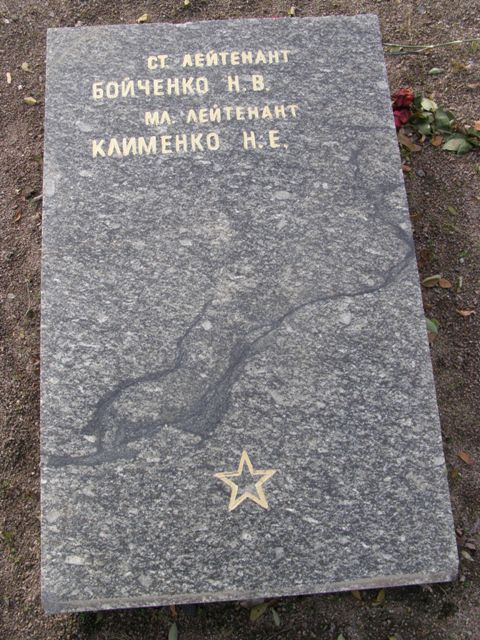 СТ. ЛЕЙТЕНАНТ
БОЙЧЕНКО Н.В.
МЛ. ЛЕЙТЕНАНТ
КЛИМЕНКО Н.Е.